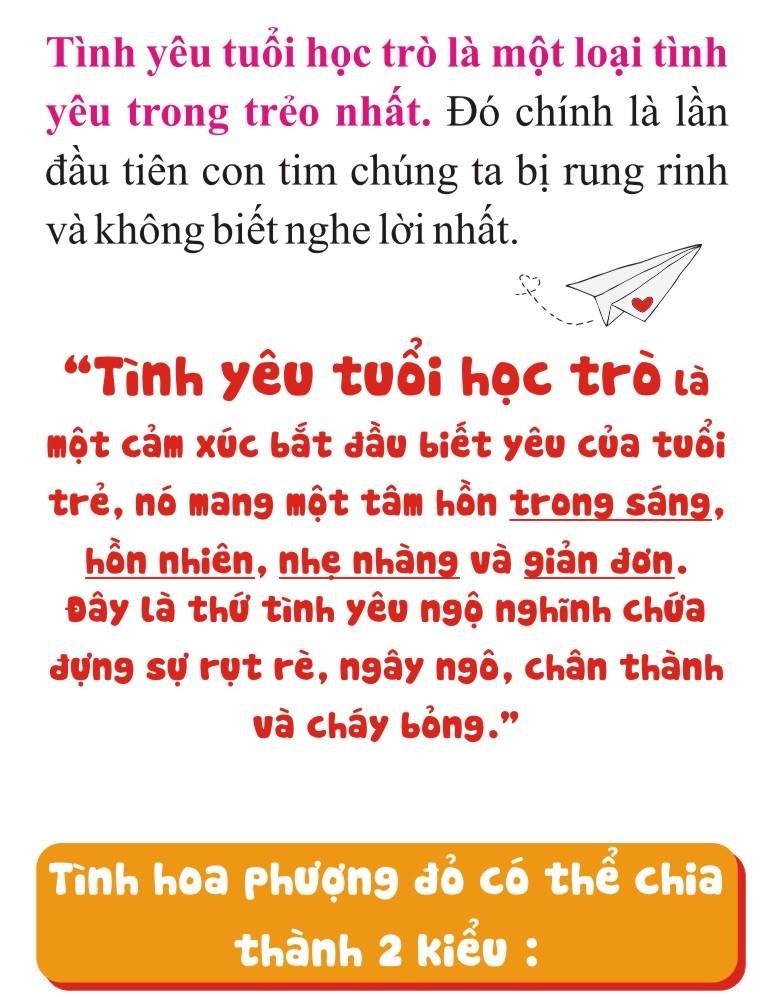 Tình yêu tuổi học trò là một loại tình
yêu trong trẻo nhất. Đó chính là lần
đầu tiên con tim chúng ta bị rung rinh
và không biết nghe lời nhất.
“Tình yêu tuổi học trò là
một cảm xúc bắt đầu biết yêu của tuổi
trẻ, nó mang một tâm hồn trong sáng,
hồn nhiên, nhẹ nhàng và giản đơn.
Đây là thứ tình yêu ngộ nghĩnh chứa
đựng sự rụt rè, ngây ngô, chân thành
và cháy bỏng.”
Tình hoa phượng đỏ có thể chia
thành 2 kiểu :